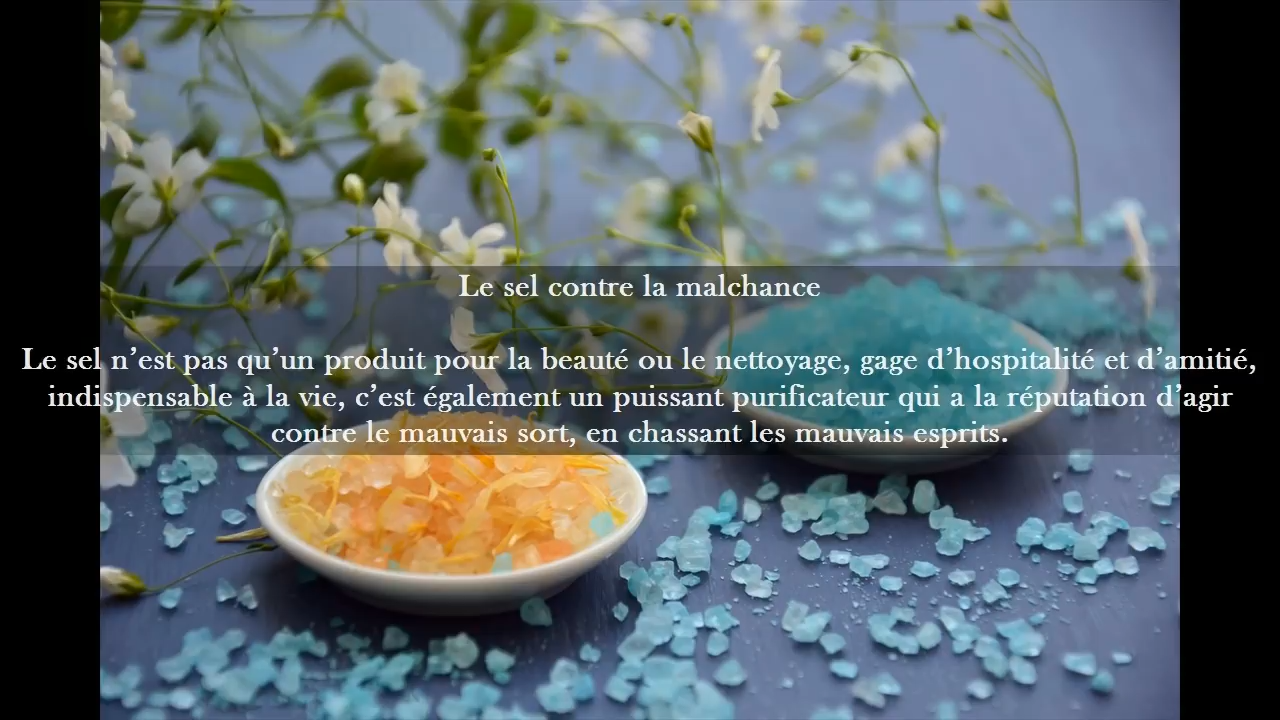 Le sel contre la malchance
Le sel n’est pas qu’un produit pour la beauté ou le nettoyage, gage d’hospitalité et d’amitié,
indispensable à la vie, c’est également un puissant purificateur qui a la réputation d’agir
contre le mauvais sort, en chassant les mauvais esprits.